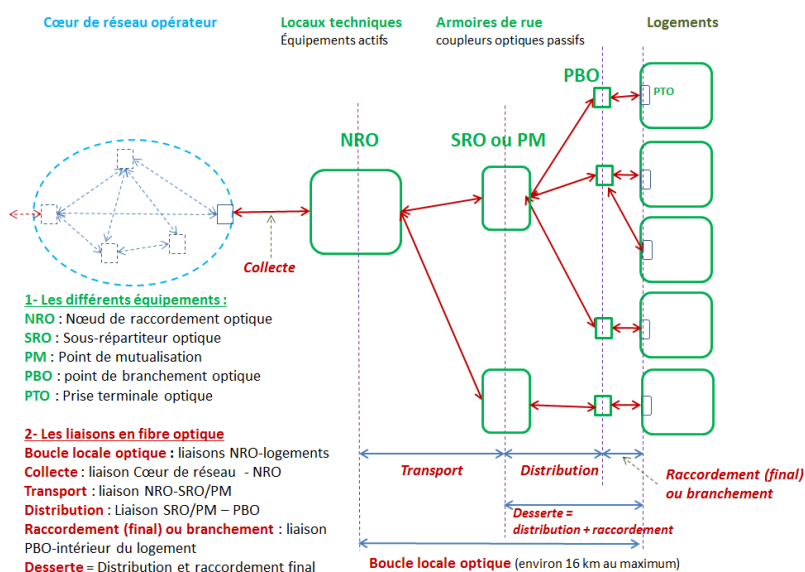 Cœur de réseau opérateur
Locaux techniques
Équipements actifs
Armoires de rue
coupleurs optiques passifs
Logements
PBO
PTO
NRO
SRO ou PM
Collecte
1- Les différents équipements :
NRO : Nœud de raccordement optique
SRO : Sous-répartiteur optique
PM : Point de mutualisation
PBO : point de branchement optique
PTO : Prise terminale optique
2- Les liaisons en fibre optique
Boucle locale optique : liaisons NRO-logements
Collecte : liaison Cœur de réseau - NRO
Transport : liaison NRO-SRO/PM
Distribution : Liaison SRO/PM – PBO
Raccordement (final) ou branchement : liaison
PBO-intérieur du logement
Desserte = Distribution et raccordement final
Transport
Distribution
Raccordement (final)
ou branchement
Desserte =
distribution + raccordement
Boucle locale optique (environ 16 km au maximum)